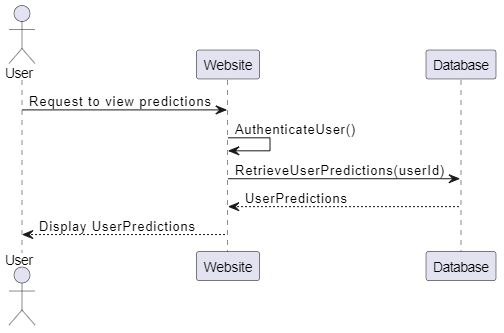 User
Website
Database
Request to view predictions
AuthenticateUser()
RetrieveUserPredictions(userId)
UserPredictions
Display UserPredictions
User
Website
Database